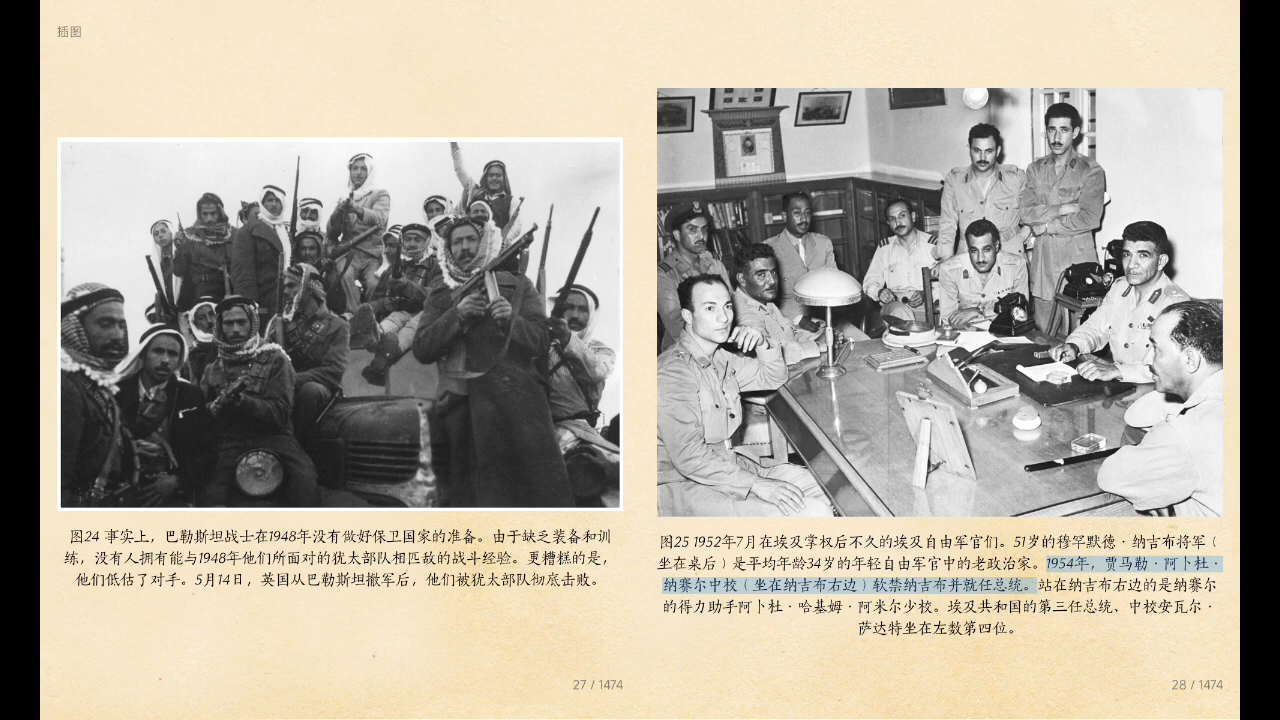 插图
图24 事实上，巴勒斯坦战士在1948年没有做好保卫国家的准备。由于缺乏装备和训
练，没有人拥有能与1948年他们所面对的犹太部队相匹敌的战斗经验。更糟糕的是，
他们低估了对手。5月14日，英国从巴勒斯坦撤军后，他们被犹太部队彻底击败。
27 / 1474
图25 1952年7月在埃及掌权后不久的埃及自由军官们。51岁的穆罕默德·纳吉布将军（
坐在桌后）是平均年龄34岁的年轻自由军官中的老政治家。1954年，贾马勒·阿卜杜·
纳赛尔中校（坐在纳吉布右边）软禁纳吉布并就任总统。站在纳吉布右边的是纳赛尔
的得力助手阿卜杜·哈基姆·阿米尔少校。埃及共和国的第三任总统、中校安瓦尔·
萨达特坐在左数第四位。
28 / 1474